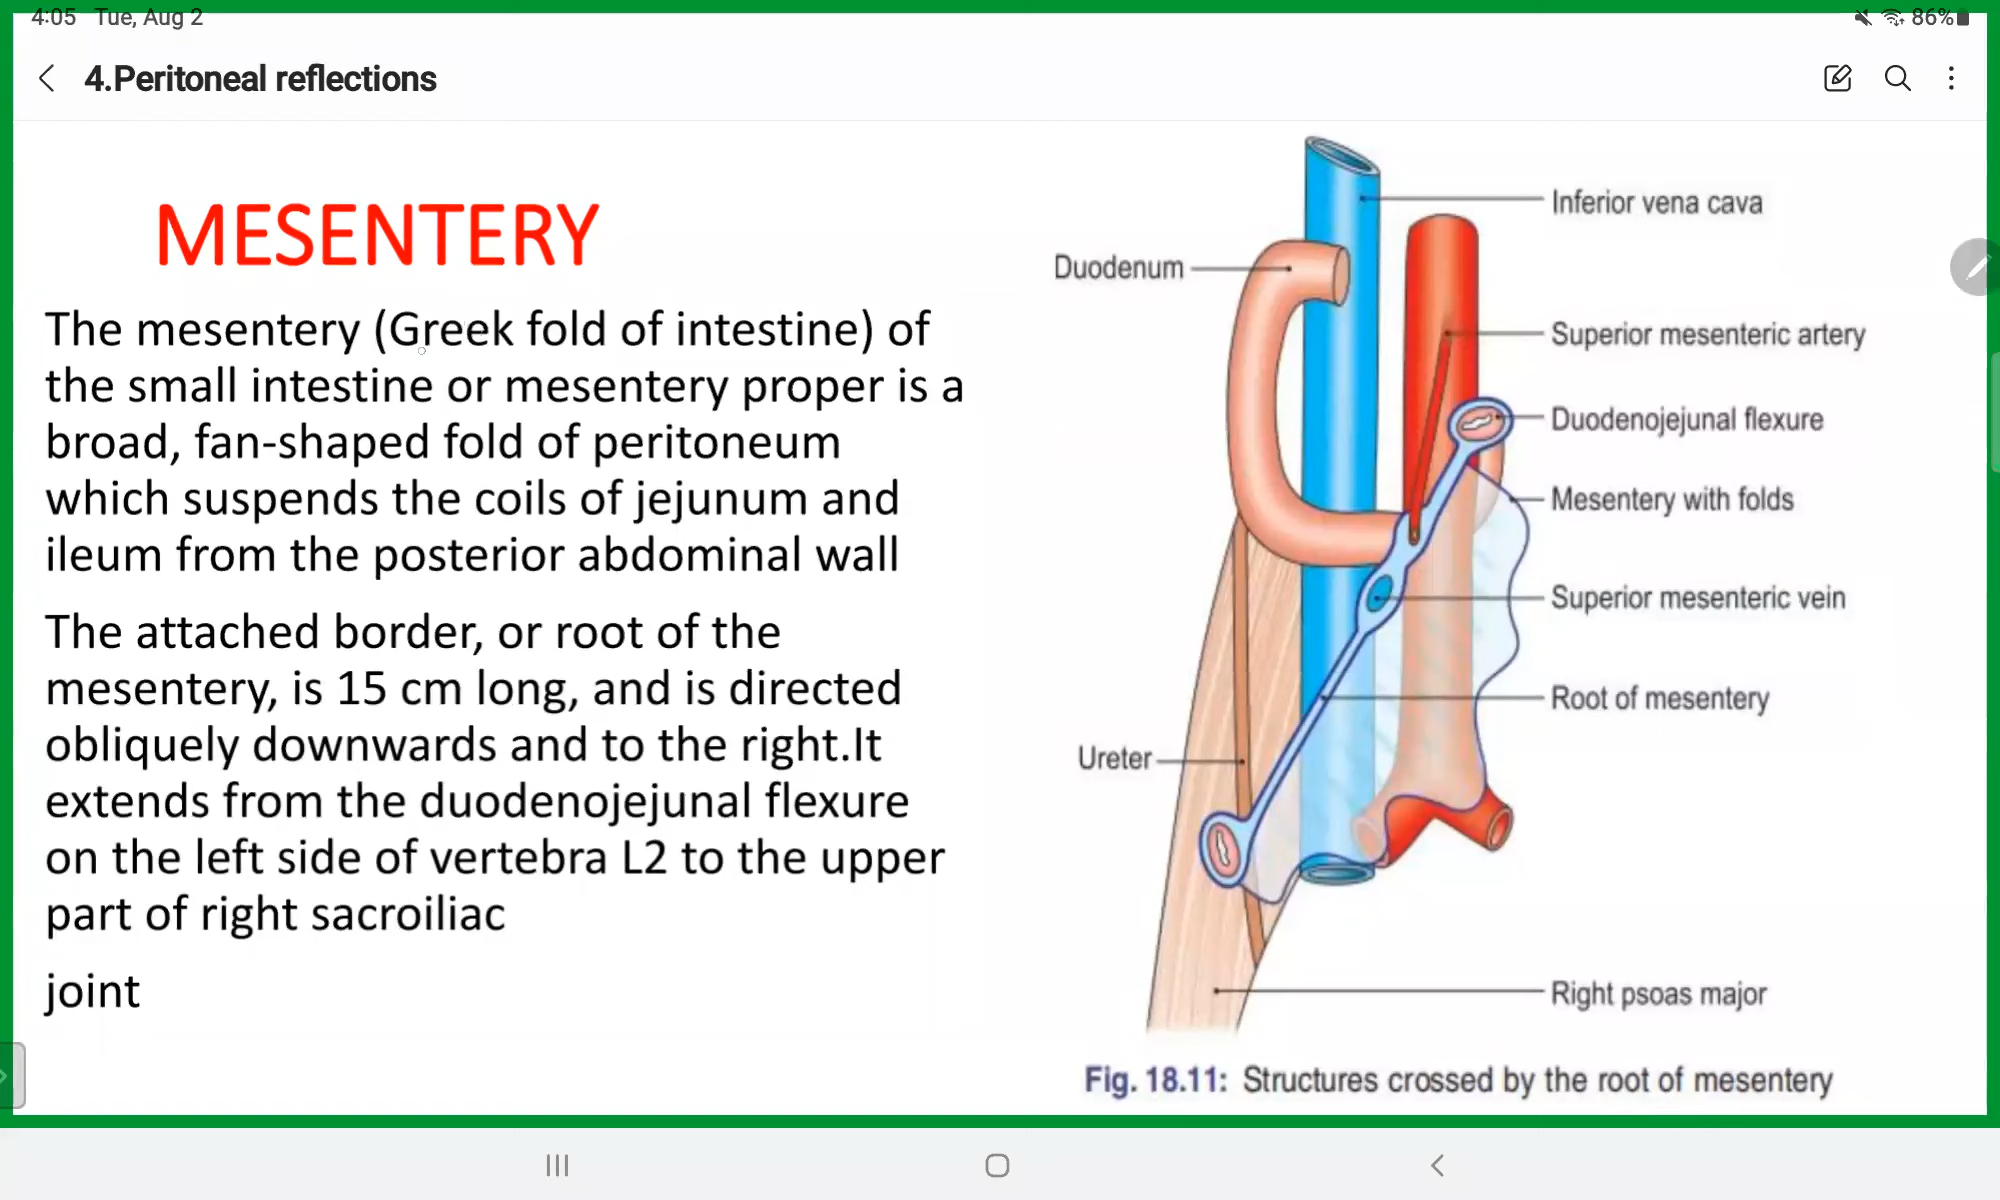 4:05 Tue, Aug 2
86%
4.Peritoneal reflections
MESENTERY
The mesentery (Greek fold of intestine) of
the small intestine or mesentery proper is a
broad, fan-shaped fold of peritoneum
which suspends the coils of jejunum and
ileum from the posterior abdominal wall
The attached border, or root of the
mesentery, is 15 cm long, and is directed
obliquely downwards and to the right.It
extends from the duodenojejunal flexure
on the left side of vertebra L2 to the upper
part of right sacroiliac
joint
Inferior vena cava
Duodenum
Superior mesenteric artery
Duodenojejunal flexure
Mesentery with folds
Superior mesenteric vein
Root of mesentery
Ureter
Right psoas major
Fig. 18.11: Structures crossed by the root of mesentery